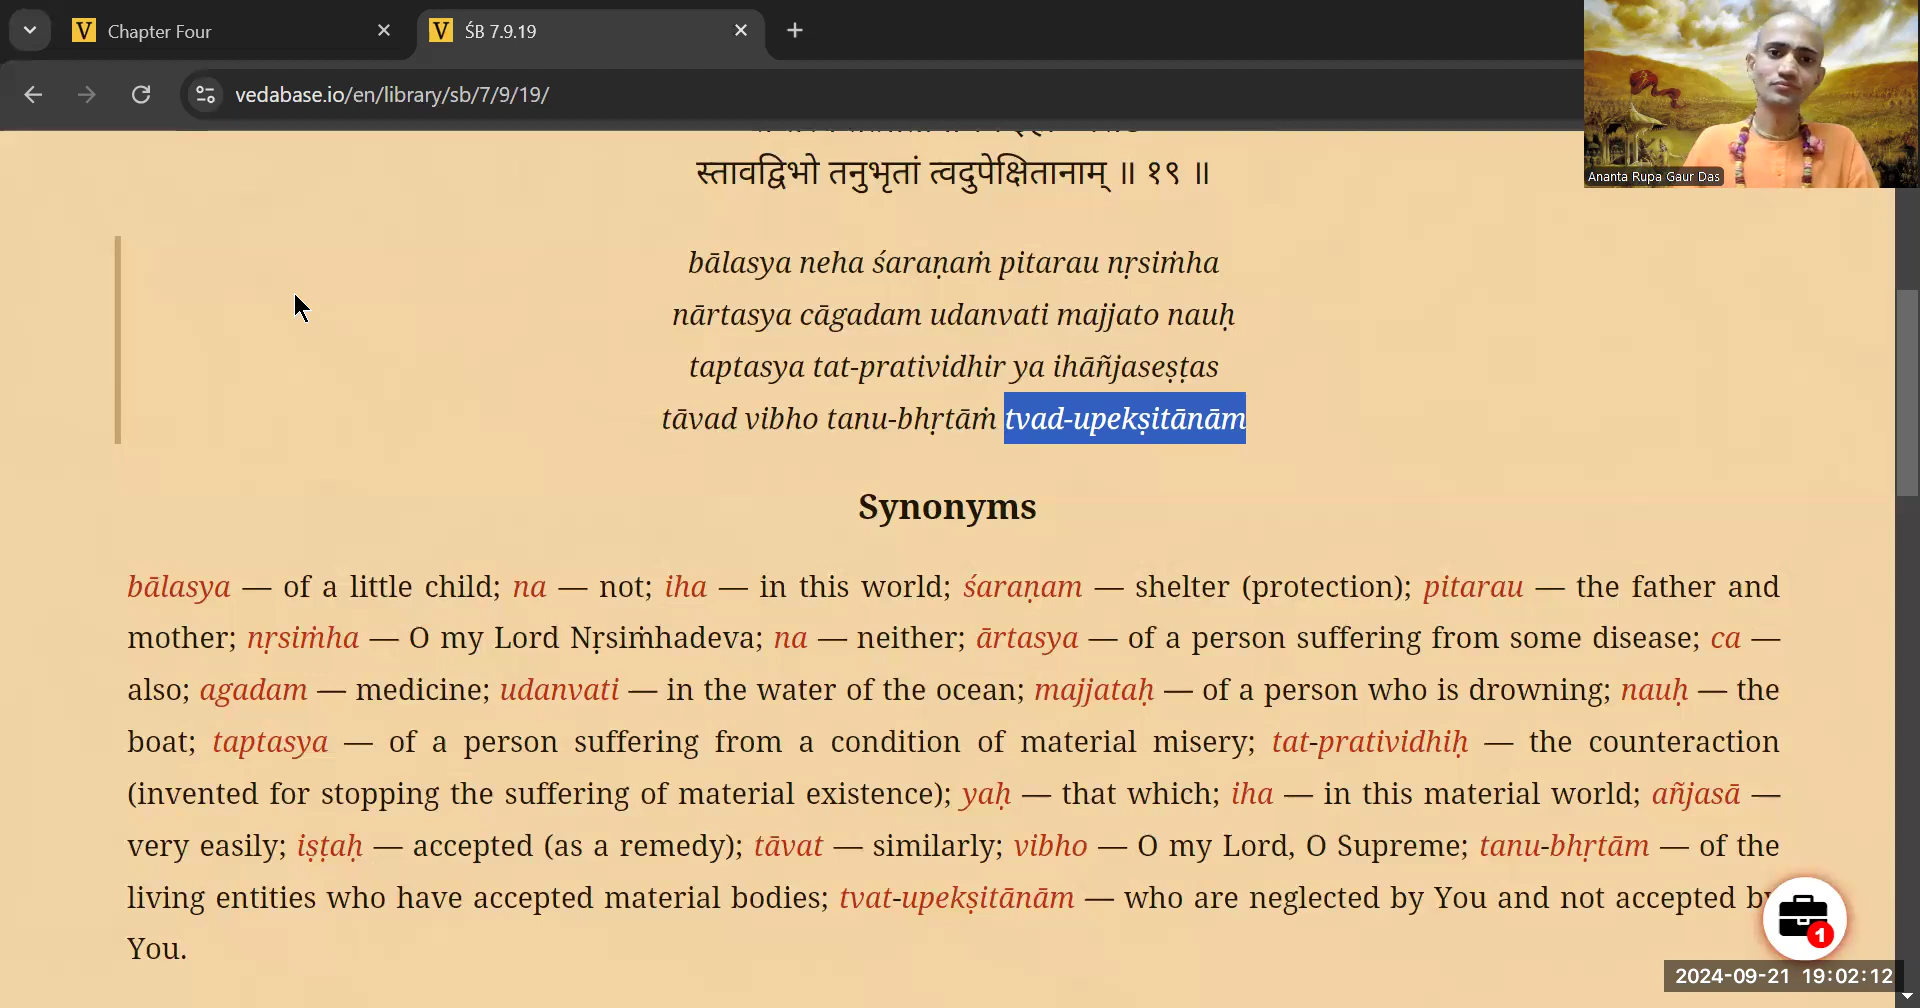 V Chapter Four
V ŚB 7.9.19
vedabase.io/en/library/sb/7/9/19/
Ananta Rupa Gaur Das
स्तावद्विभो तनुभृतां त्वदुपेक्षितानाम् ॥ १९ ॥
bālasya neha śaraṇaṁ pitarau nṛsiṁha
nārtasya cāgadam udanvati majjato nauḥ
taptasya tat-pratividhir ya ihāñjaseṣṭas
tāvad vibho tanu-bhṛtāṁ tvad-upekṣitānām
Synonyms
bālasya — of a little child; na — not; iha — in this world; śaraṇam — shelter (protection); pitarau — the father and
mother; nṛsiṁha — O my Lord Nṛsiṁhadeva; na — neither; ārtasya — of a person suffering from some disease; ca —
also; agadam — medicine; udanvati — in the water of the ocean; majjataḥ — of a person who is drowning; nauḥ — the
boat; taptasya — of a person suffering from a condition of material misery; tat-pratividhiḥ — the counteraction
(invented for stopping the suffering of material existence); yaḥ — that which; iha — in this material world; añjasā —
very easily; iṣṭaḥ — accepted (as a remedy); tāvat — similarly; vibho — O my Lord, O Supreme; tanu-bhṛtām — of the
living entities who have accepted material bodies; tvat-upekṣitānām — who are neglected by You and not accepted by
You.
1
2024-09-21 19:02:12